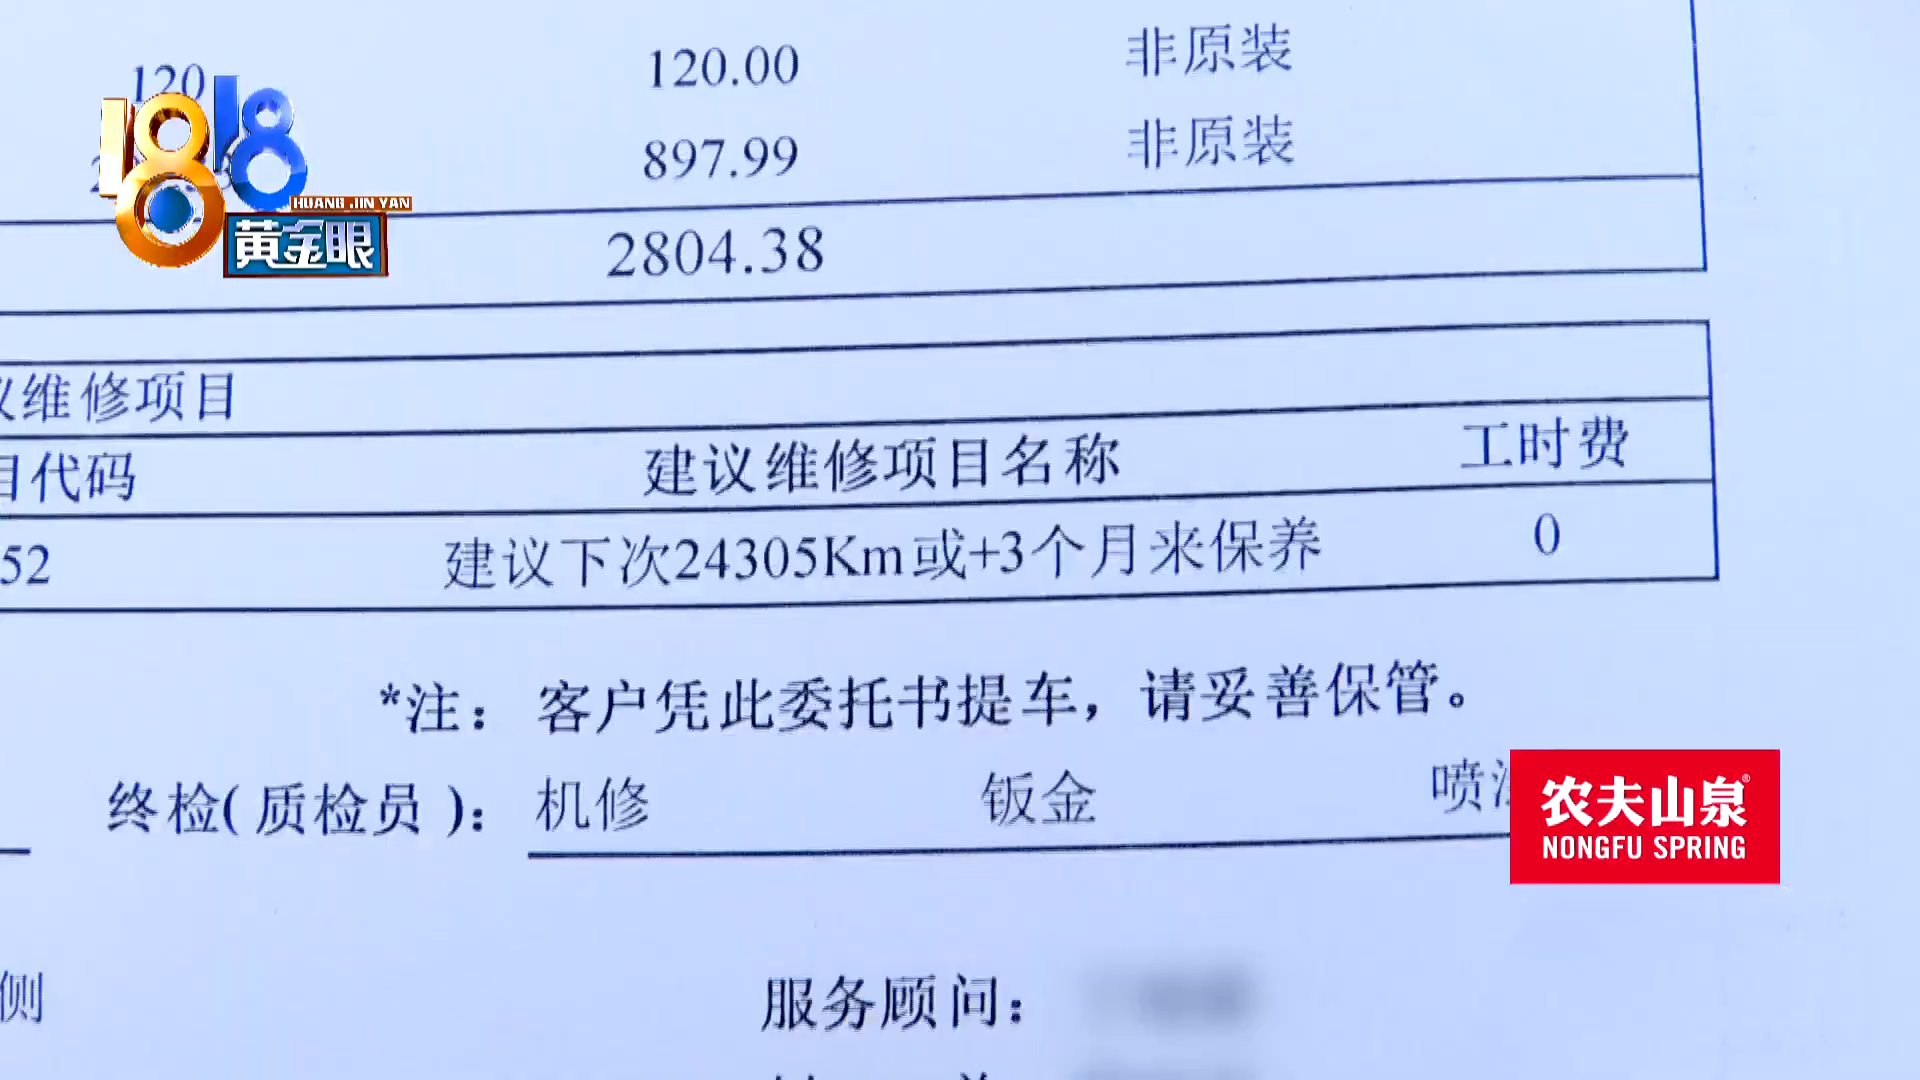 120 120.00 非原装
897.99 非原装
1818
HUANG JIN YAN
黄金眼
2804.38
议维修项目
目代码 建议维修项目名称 工时费
52 建议下次24305Km或+3个月来保养 0
*注： 客户凭此委托书提车，请妥善保管。
终检(质检员 )： 机修 钣金 喷
农夫山泉®
NONGFU SPRING
侧 服务顾问：